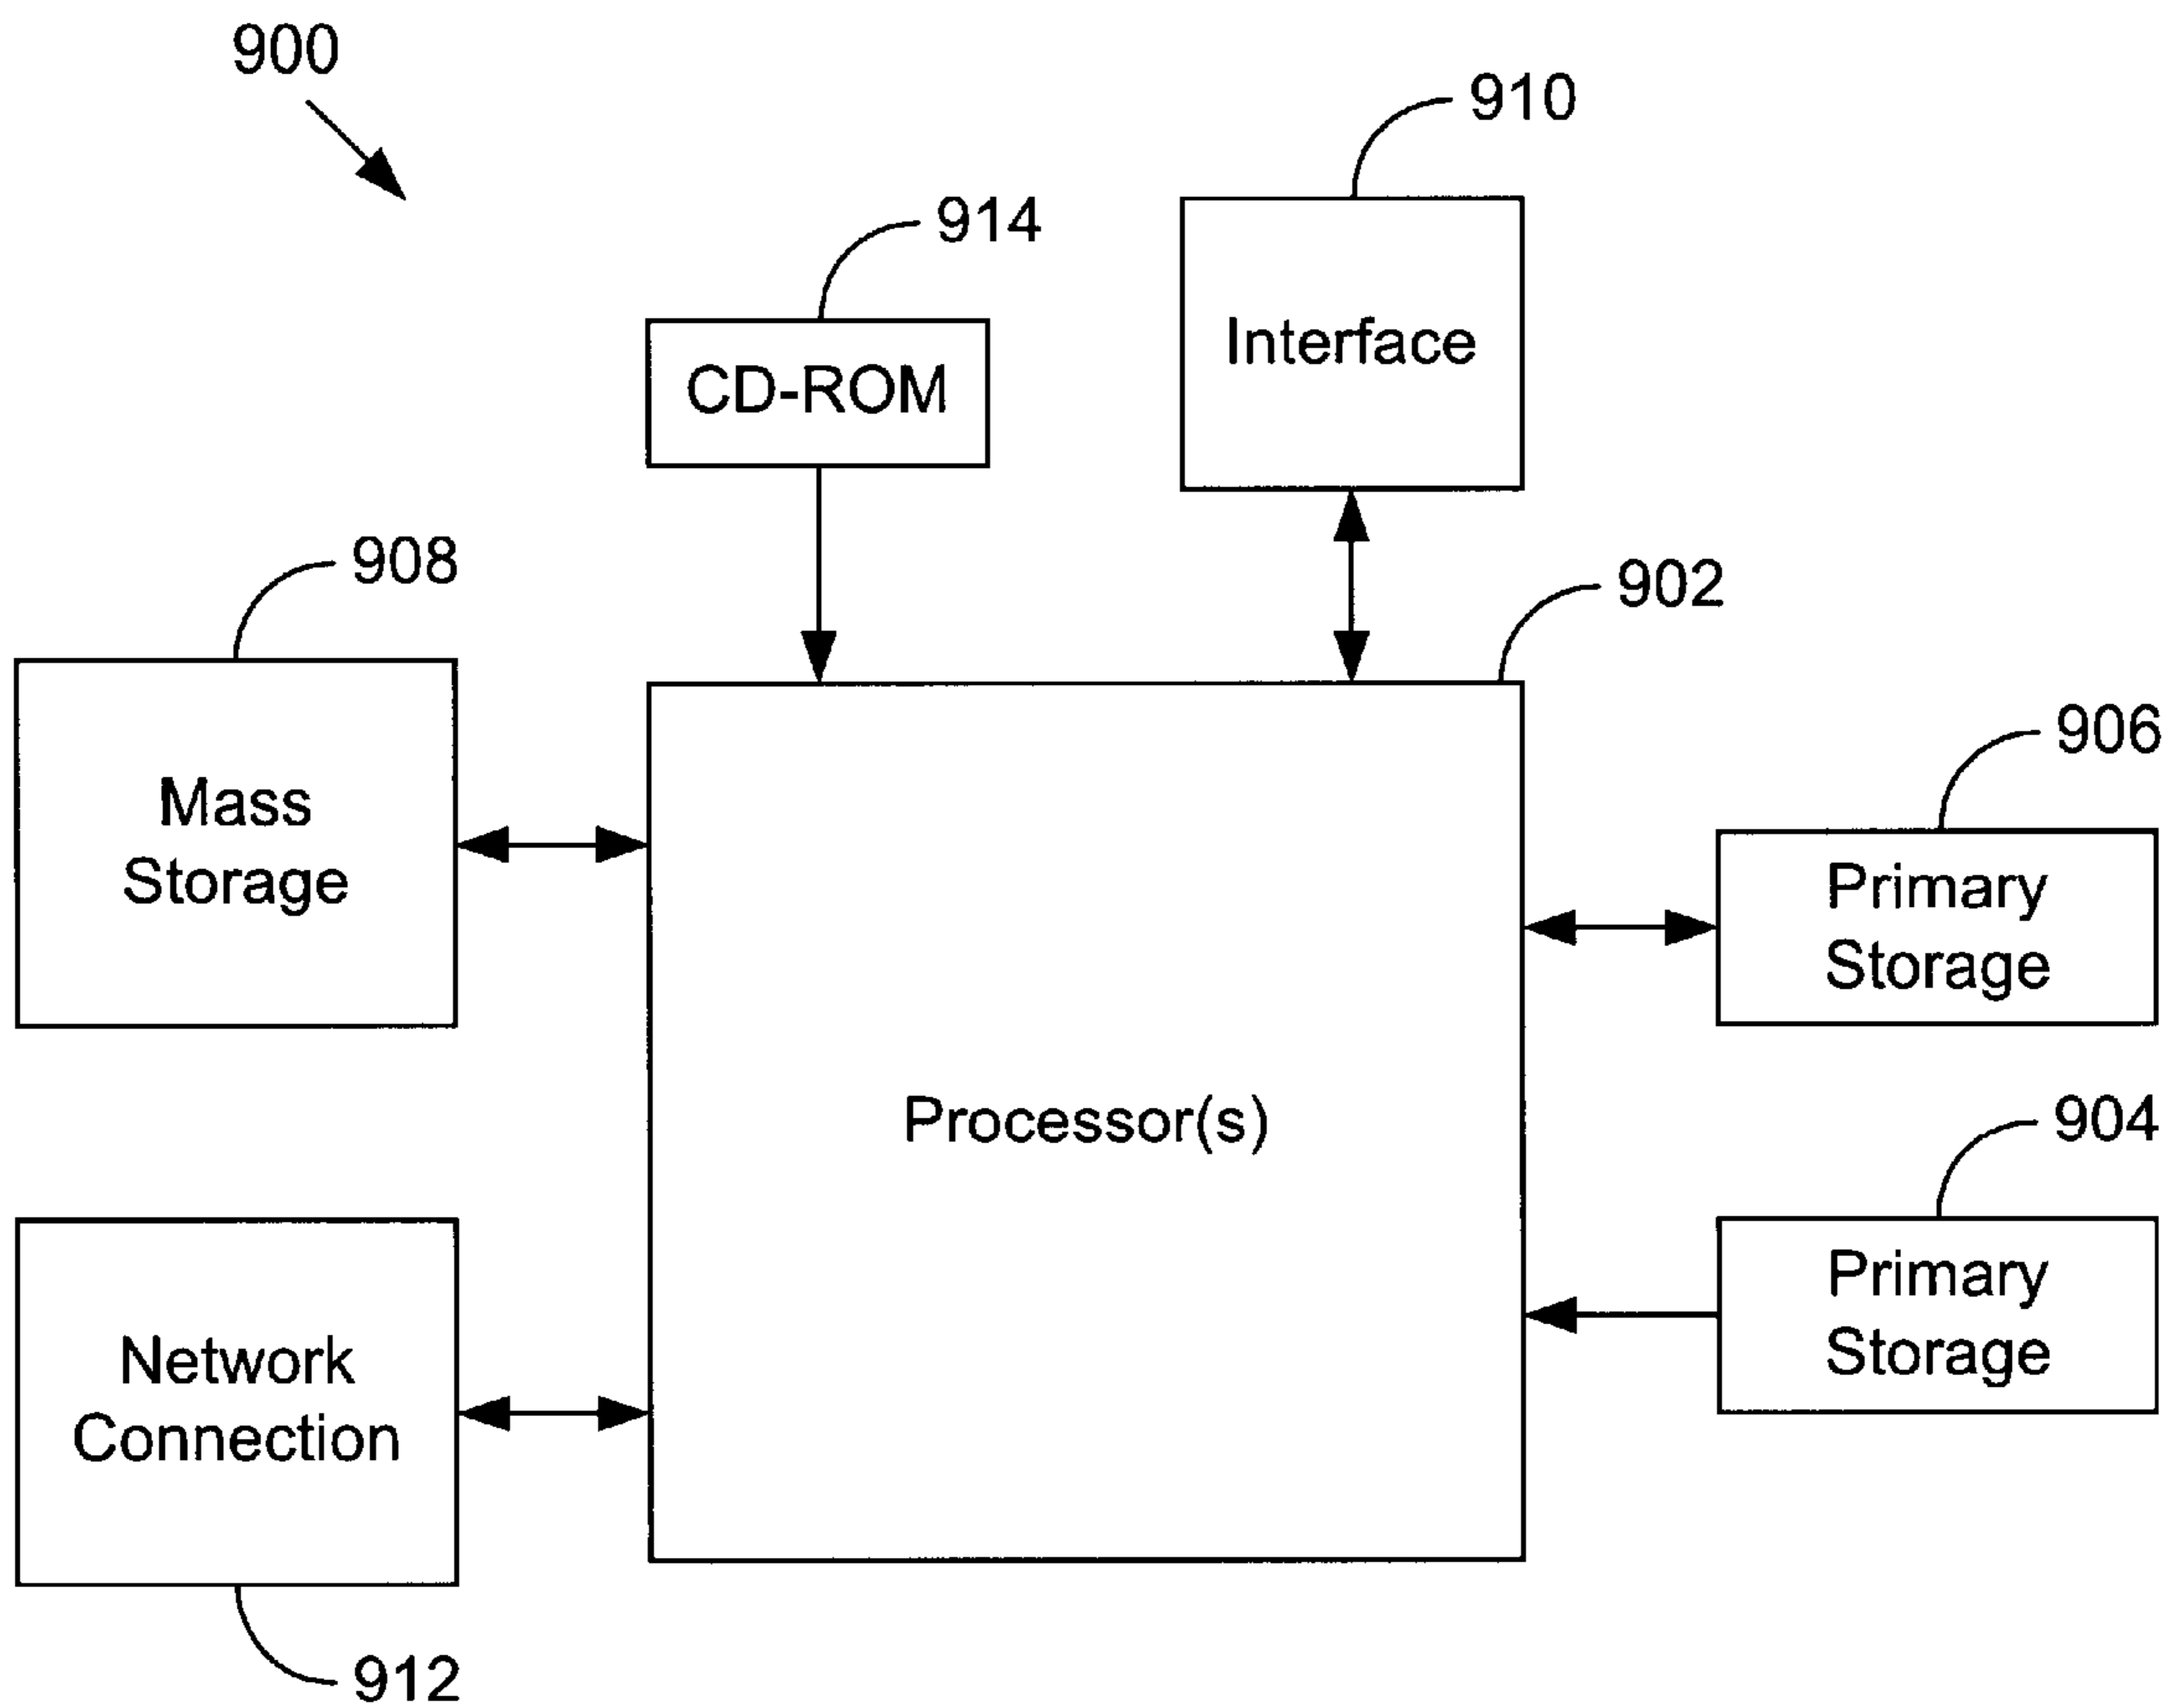 900
910
914
Interface
CD-ROM
908
902
906
Mass
Storage
Primary
Storage
Processor(s)
904
Primary
Storage
Network
Connection
912